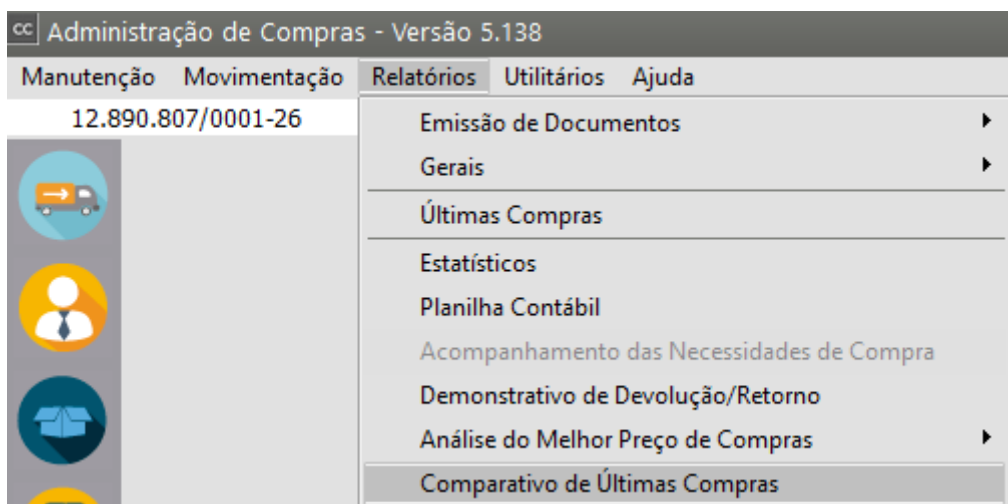 cc Administração de Compras - Versão 5.138
Manutenção Movimentação Relatórios Utilitários Ajuda
12.890.807/0001-26
Emissão de Documentos
Gerais
Últimas Compras
Estatísticos
Planilha Contábil
Acompanhamento das Necessidades de Compra
Demonstrativo de Devolução/Retorno
Análise do Melhor Preço de Compras
Comparativo de Últimas Compras